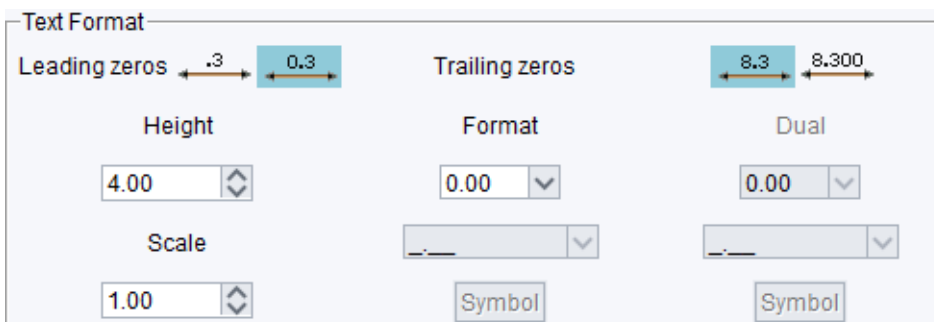 Text Format
Leading zeros .3 0.3 Trailing zeros 8.3 8.300
Height Format Dual
4.00 0.00 0.00
Scale _.__ _.__
1.00 Symbol Symbol